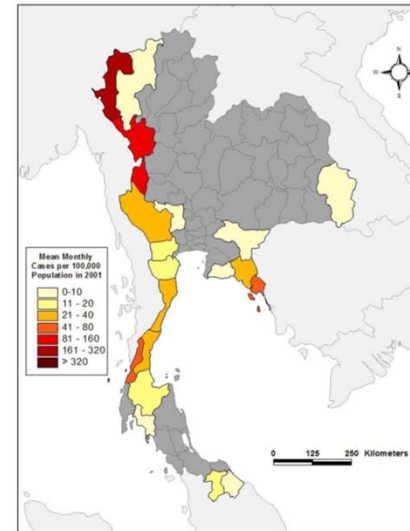 N
W E
S
Mean Monthly
Cases per 100,000
Population in 2001
0-10
11 - 20
21 - 40
41 - 80
81 - 160
161 - 320
> 320
0 125 250 Kilometers